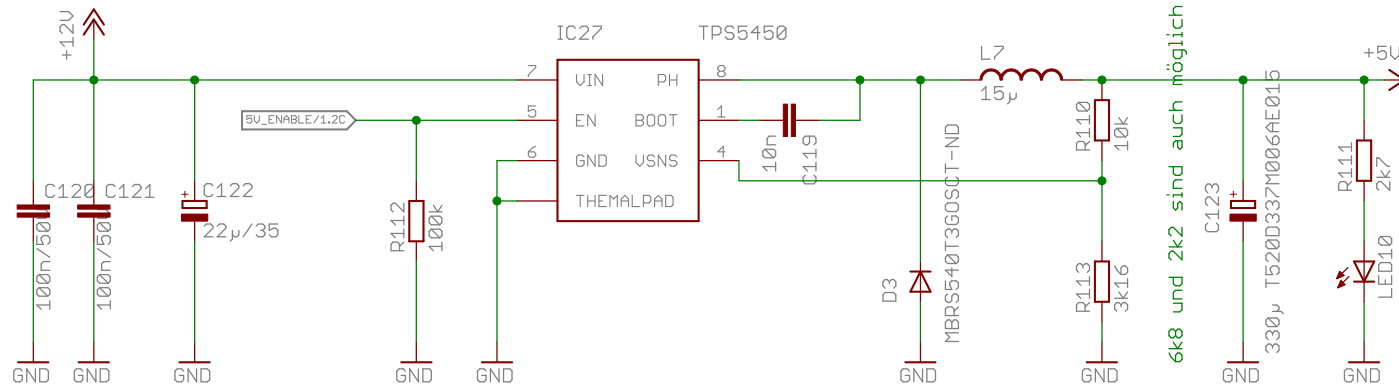 +12V
IC27
TPS5450
5V_ENABLE/1.2C
7
5
6
VIN
EN
GND
THEMALPAD
PH
BOOT
VSNS
8
1
4
10n
C119
L7
15µ
R110
10k
6k8 und 2k2 sind auch möglich
+5V
C120
100n/50
C121
100n/50
+
C122
22µ/35
R112
100k
D3
MBRS540T3GOSCT-ND
R113
3k16
+
C123
330µ T520D337M006AE015
R111
2k7
LED10
GND
GND
GND
GND
GND
GND
GND
GND
GND